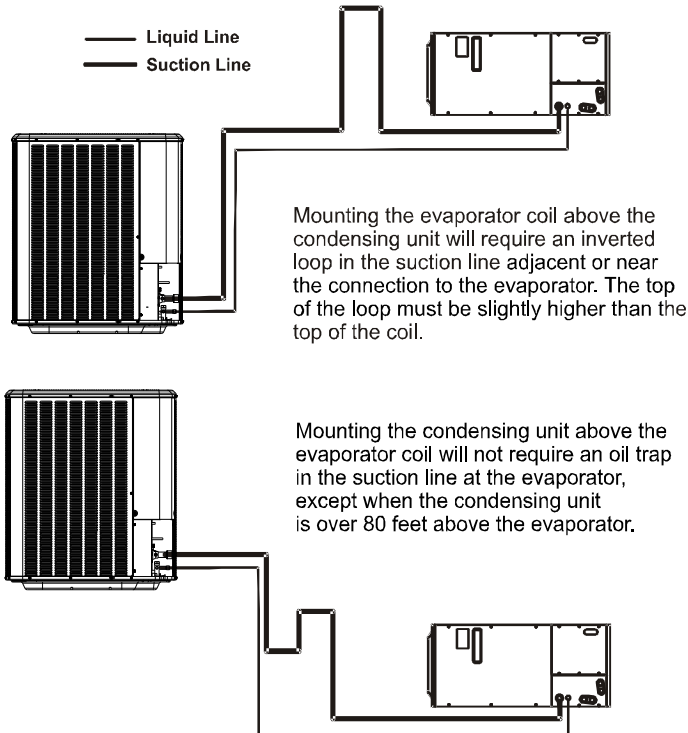 Liquid Line
Suction Line
Mounting the evaporator coil above the
condensing unit will require an inverted
loop in the suction line adjacent or near
the connection to the evaporator. The top
of the loop must be slightly higher than the
top of the coil.
Mounting the condensing unit above the
evaporator coil will not require an oil trap
in the suction line at the evaporator,
except when the condensing unit
is over 80 feet above the evaporator.